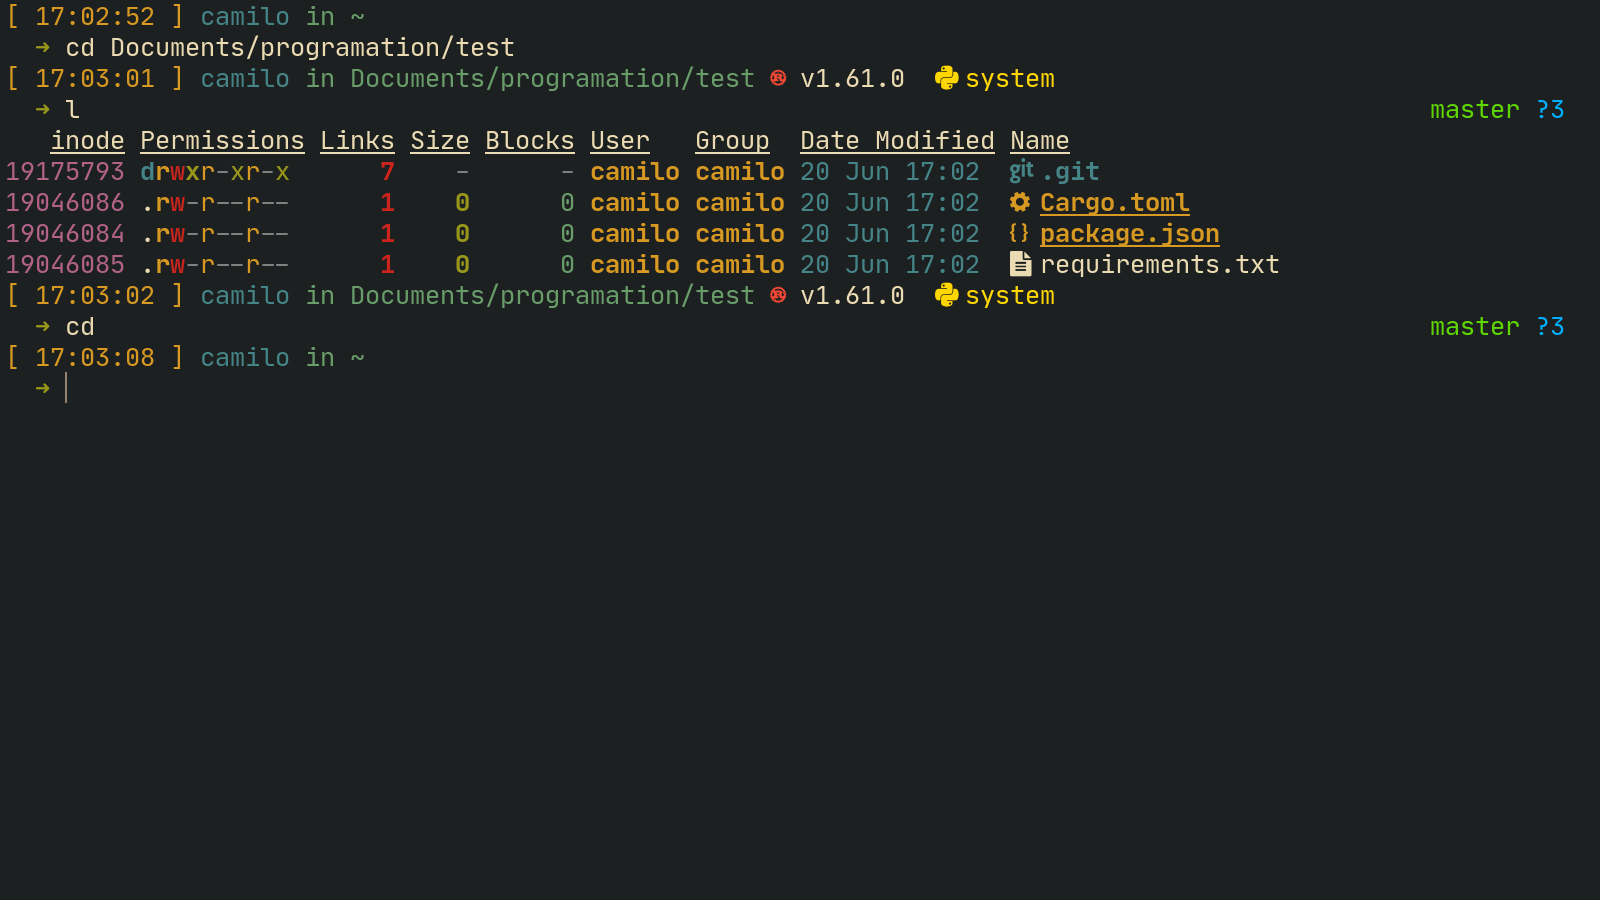 [ 17:02:52 ] camilo in ~
➜ cd Documents/programation/test
[ 17:03:01 ] camilo in Documents/programation/test v1.61.0 system
➜ l master ?3
inode Permissions Links Size Blocks User Group Date Modified Name
19175793 drwxr-xr-x 7 - - camilo camilo 20 Jun 17:02 git .git
19046086 .rw-r--r-- 1 0 0 camilo camilo 20 Jun 17:02 Cargo.toml
19046084 .rw-r--r-- 1 0 0 camilo camilo 20 Jun 17:02 {} package.json
19046085 .rw-r--r-- 1 0 0 camilo camilo 20 Jun 17:02 requirements.txt
[ 17:03:02 ] camilo in Documents/programation/test v1.61.0 system
➜ cd master ?3
[ 17:03:08 ] camilo in ~
➜